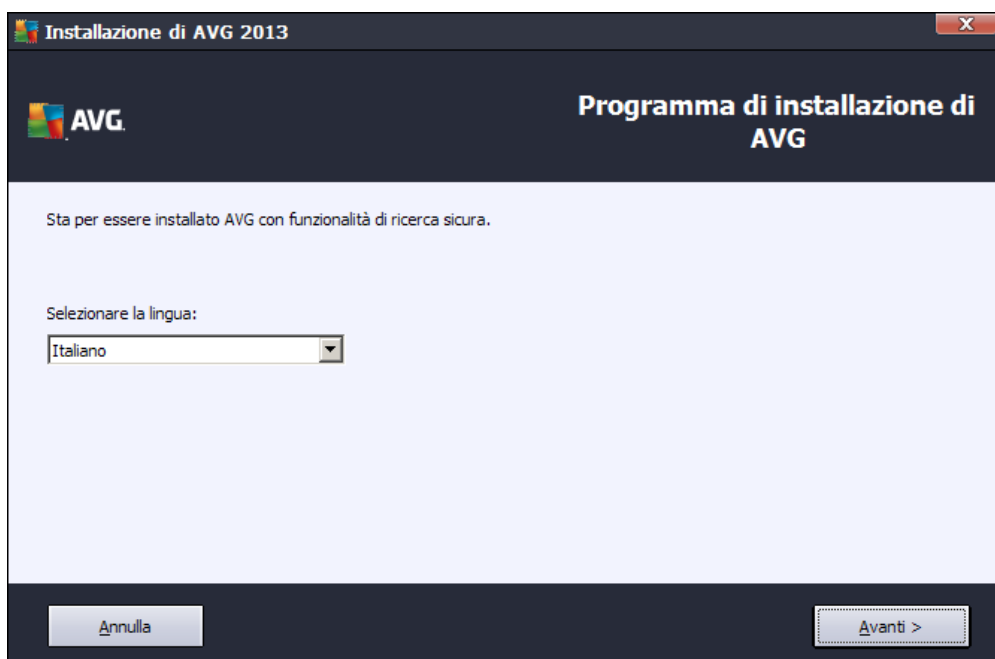 Installazione di AVG 2013
X
AVG.
Programma di installazione di
AVG
Sta per essere installato AVG con funzionalità di ricerca sicura.
Selezionare la lingua:
Italiano
Annulla
Avanti >